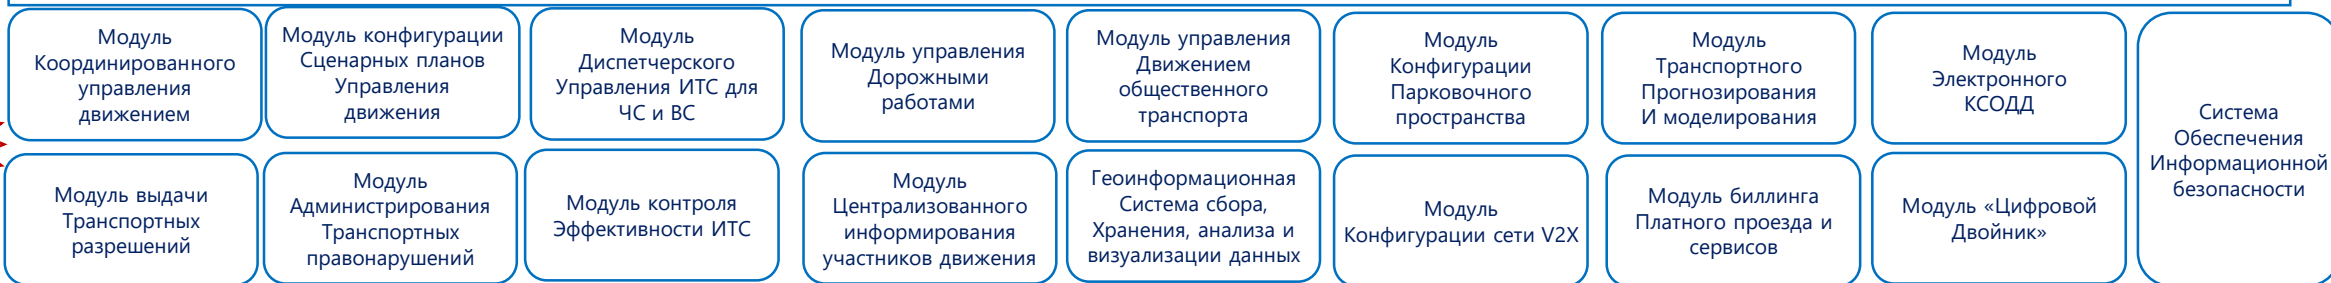 Модуль
Координированного
управления
движением
Модуль конфигурации
Сценарных планов
Управления
движения
Модуль
Диспетчерского
Управления ИТС для
ЧС и ВС
Модуль управления
Дорожными
работами
Модуль управления
Движением
общественного
транспорта
Модуль
Конфигурации
Парковочного
пространства
Модуль
Транспортного
Прогнозирования
И моделирования
Модуль
Электронного
КСОДД
Система
Обеспечения
Информационной
безопасности
Модуль выдачи
Транспортных
разрешений
Модуль
Администрирования
Транспортных
правонарушений
Модуль контроля
Эффективности ИТС
Модуль
Централизованного
информирования
участников движения
Геоинформационная
Система сбора,
Хранения, анализа и
визуализации данных
Модуль
Конфигурации сети V2X
Модуль биллинга
Платного проезда и
сервисов
Модуль «Цифровой
Двойник»